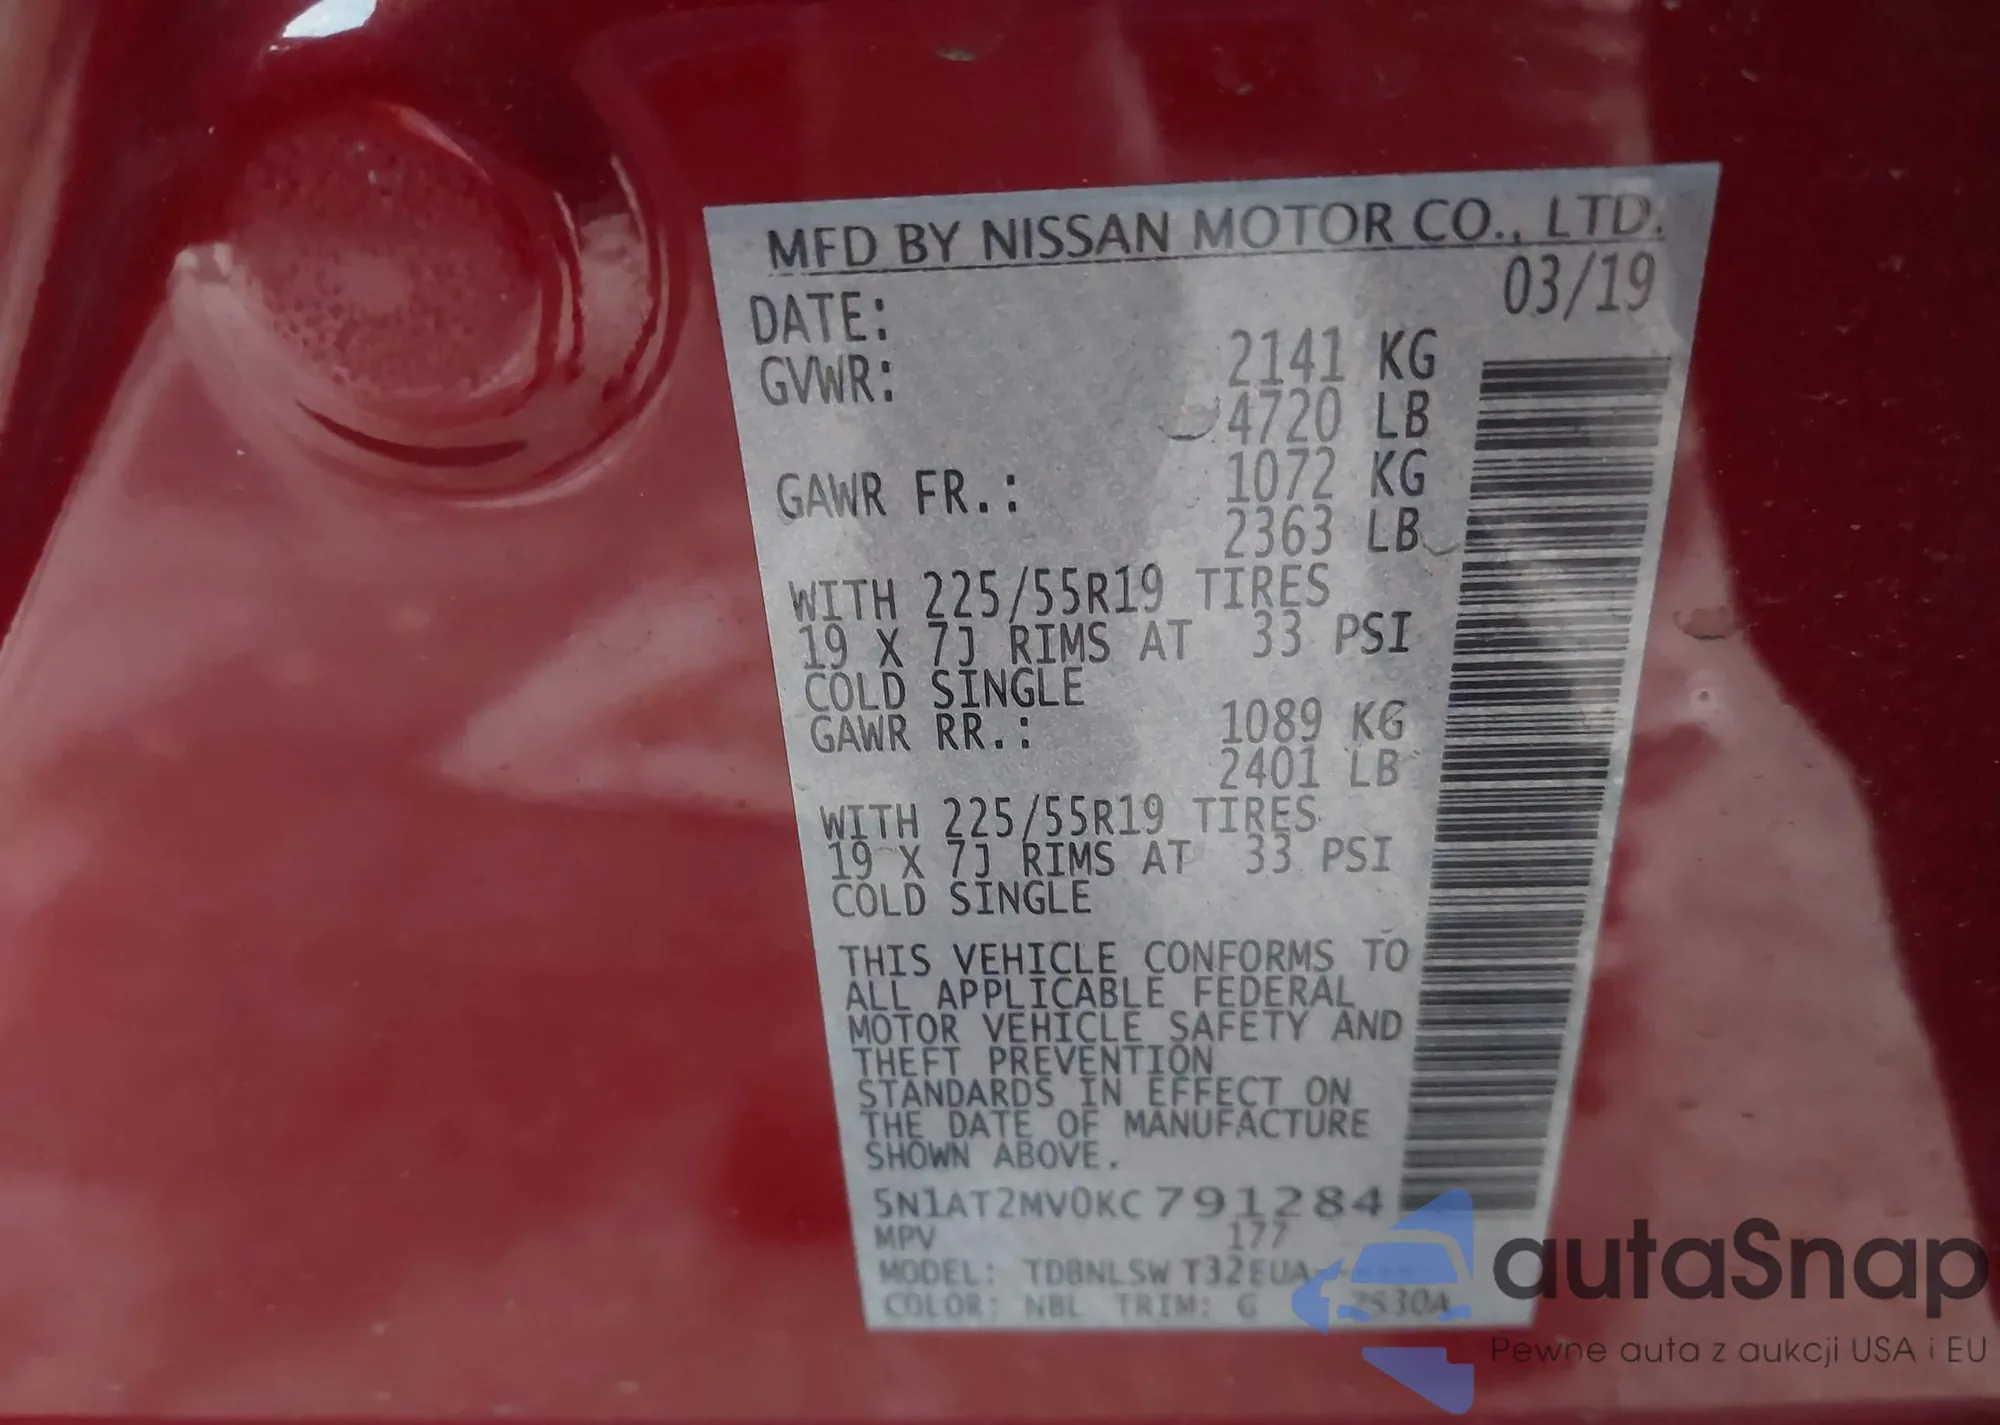 MFD BY NISSAN MOTOR CO., LTD.
DATE: 03/19
GVWR: 2141 KG
4720 LB
GAWR FR.: 1072 KG
2363 LB
WITH 225/55R19 TIRES
19 X 7J RIMS AT 33 PSI
COLD SINGLE
GAWR RR.: 1089 KG
2401 LB
WITH 225/55R19 TIRES
19 X 7J RIMS AT 33 PSI
COLD SINGLE
THIS VEHICLE CONFORMS TO
ALL APPLICABLE FEDERAL
MOTOR VEHICLE SAFETY AND
THEFT PREVENTION
STANDARDS IN EFFECT ON
THE DATE OF MANUFACTURE
SHOWN ABOVE.
5N1AT2MV0KC791284
MPV 177
MODEL: TDBNLSW T32EUA
COLOR: NBL TRIM: G
autaSnap
Pewne auta z aukcji USA i EU